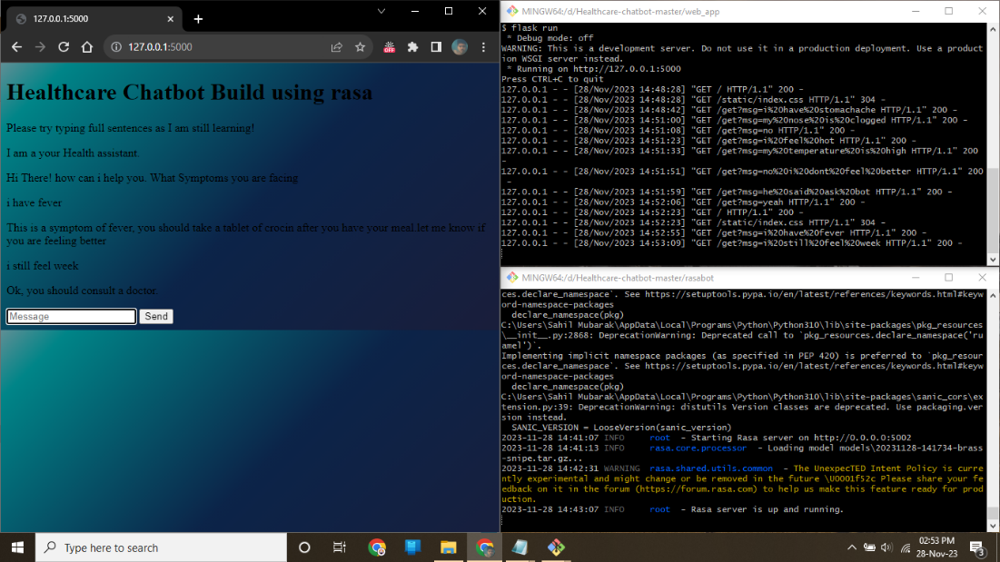 127.0.0.1:5000
127.0.0.1:5000
OFF
Healthcare Chatbot Build using rasa
Please try typing full sentences as I am still learning!
I am a your Health assistant.
Hi There! how can i help you. What Symptoms you are facing
i have fever
This is a symptom of fever, you should take a tablet of crocin after you have your meal.let me know if
you are feeling better
i still feel week
Ok, you should consult a doctor.
Message
Send
MINGW64:/d/Healthcare-chatbot-master/web_app
$ flask run
* Debug mode: off
WARNING: This is a development server. Do not use it in a production deployment. Use a product
ion WSGI server instead.
* Running on http://127.0.0.1:5000
Press CTRL+C to quit
127.0.0.1 - - [28/Nov/2023 14:48:28] "GET / HTTP/1.1" 200 -
127.0.0.1 - - [28/Nov/2023 14:48:28] "GET /static/index.css HTTP/1.1" 304 -
127.0.0.1 - - [28/Nov/2023 14:48:42] "GET /get?msg=i%20have%20stomachache HTTP/1.1" 200 -
127.0.0.1 - - [28/Nov/2023 14:51:00] "GET /get?msg=my%20nose%20is%20clogged HTTP/1.1" 200 -
127.0.0.1 - - [28/Nov/2023 14:51:08] "GET /get?msg=no HTTP/1.1" 200 -
127.0.0.1 - - [28/Nov/2023 14:51:23] "GET /get?msg=i%20feel%20hot HTTP/1.1" 200 -
127.0.0.1 - - [28/Nov/2023 14:51:33] "GET /get?msg=my%20temperature%20is%20high HTTP/1.1" 200
-
127.0.0.1 - - [28/Nov/2023 14:51:51] "GET /get?msg=no%20i%20dont%20feel%20better HTTP/1.1" 200
-
127.0.0.1 - - [28/Nov/2023 14:51:59] "GET /get?msg=he%20said%20ask%20bot HTTP/1.1" 200 -
127.0.0.1 - - [28/Nov/2023 14:52:06] "GET /get?msg=yeah HTTP/1.1" 200 -
127.0.0.1 - - [28/Nov/2023 14:52:23] "GET / HTTP/1.1" 200 -
127.0.0.1 - - [28/Nov/2023 14:52:23] "GET /static/index.css HTTP/1.1" 304 -
127.0.0.1 - - [28/Nov/2023 14:52:55] "GET /get?msg=i%20have%20fever HTTP/1.1" 200 -
127.0.0.1 - - [28/Nov/2023 14:53:09] "GET /get?msg=i%20still%20feel%20week HTTP/1.1" 200 -
MINGW64:/d/Healthcare-chatbot-master/rasabot
ces.declare_namespace`. See https://setuptools.pypa.io/en/latest/references/keywords.html#keyw
ord-namespace-packages
declare_namespace(pkg)
C:\Users\Sahil Mubarak\AppData\Local\Programs\Python\Python310\lib\site-packages\pkg_resources
\__init__.py:2868: DeprecationWarning: Deprecated call to `pkg_resources.declare_namespace('ru
amel')`.
Implementing implicit namespace packages (as specified in PEP 420) is preferred to `pkg_resour
ces.declare_namespace`. See https://setuptools.pypa.io/en/latest/references/keywords.html#keyw
ord-namespace-packages
declare_namespace(pkg)
C:\Users\Sahil Mubarak\AppData\Local\Programs\Python\Python310\lib\site-packages\sanic_cors\ex
tension.py:39: DeprecationWarning: distutils Version classes are deprecated. Use packaging.ver
sion instead.
SANIC_VERSION = LooseVersion(sanic_version)
2023-11-28 14:41:07 INFO root - Starting Rasa server on http://0.0.0.0:5002
2023-11-28 14:41:13 INFO rasa.core.processor - Loading model models\20231128-141734-brass
-snipe.tar.gz...
2023-11-28 14:42:31 WARNING rasa.shared.utils.common - The UnexpecTED Intent Policy is curre
ntly experimental and might change or be removed in the future \U0001f52c Please share your fe
edback on it in the forum (https://forum.rasa.com) to help us make this feature ready for prod
uction.
2023-11-28 14:43:07 INFO root - Rasa server is up and running.
Type here to search
02:53 PM
28-Nov-23
3